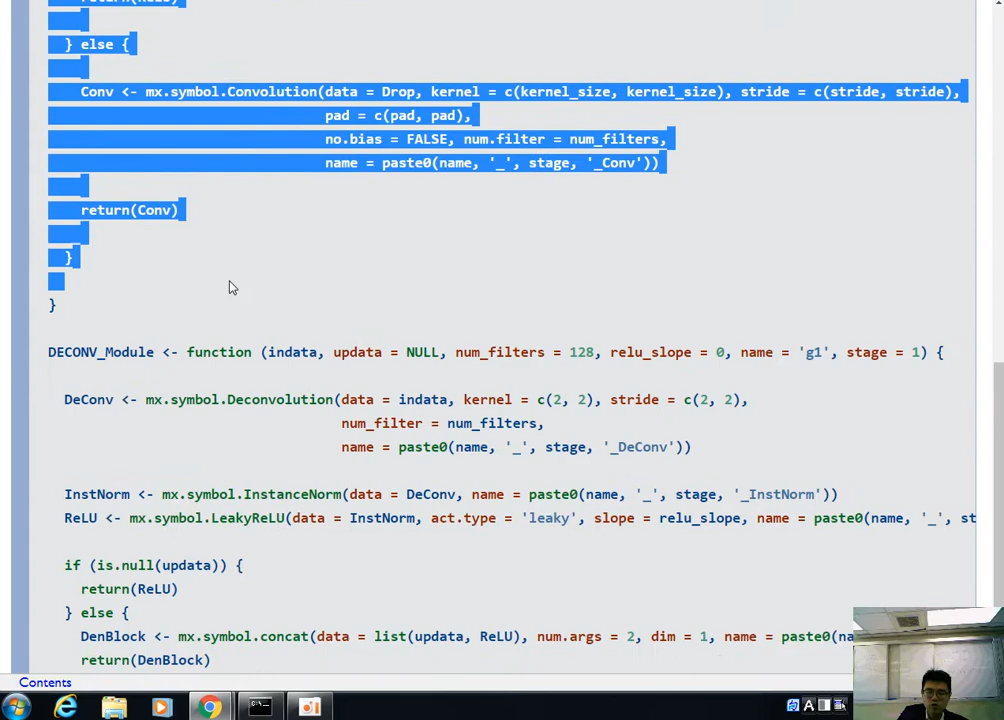 } else {
Conv <- mx.symbol.Convolution(data = Drop, kernel = c(kernel_size, kernel_size), stride = c(stride, stride),
pad = c(pad, pad),
no.bias = FALSE, num.filter = num_filters,
name = paste0(name, '_', stage, '_Conv'))
return(Conv)
}
}
DECONV_Module <- function (indata, updata = NULL, num_filters = 128, relu_slope = 0, name = 'g1', stage = 1) {
DeConv <- mx.symbol.Deconvolution(data = indata, kernel = c(2, 2), stride = c(2, 2),
num_filter = num_filters,
name = paste0(name, '_', stage, '_DeConv'))
InstNorm <- mx.symbol.InstanceNorm(data = DeConv, name = paste0(name, '_', stage, '_InstNorm'))
ReLU <- mx.symbol.LeakyReLU(data = InstNorm, act.type = 'leaky', slope = relu_slope, name = paste0(name, '_', st
if (is.null(updata)) {
return(ReLU)
} else {
DenBlock <- mx.symbol.concat(data = list(updata, ReLU), num.args = 2, dim = 1, name = paste0(na
return(DenBlock)
Contents